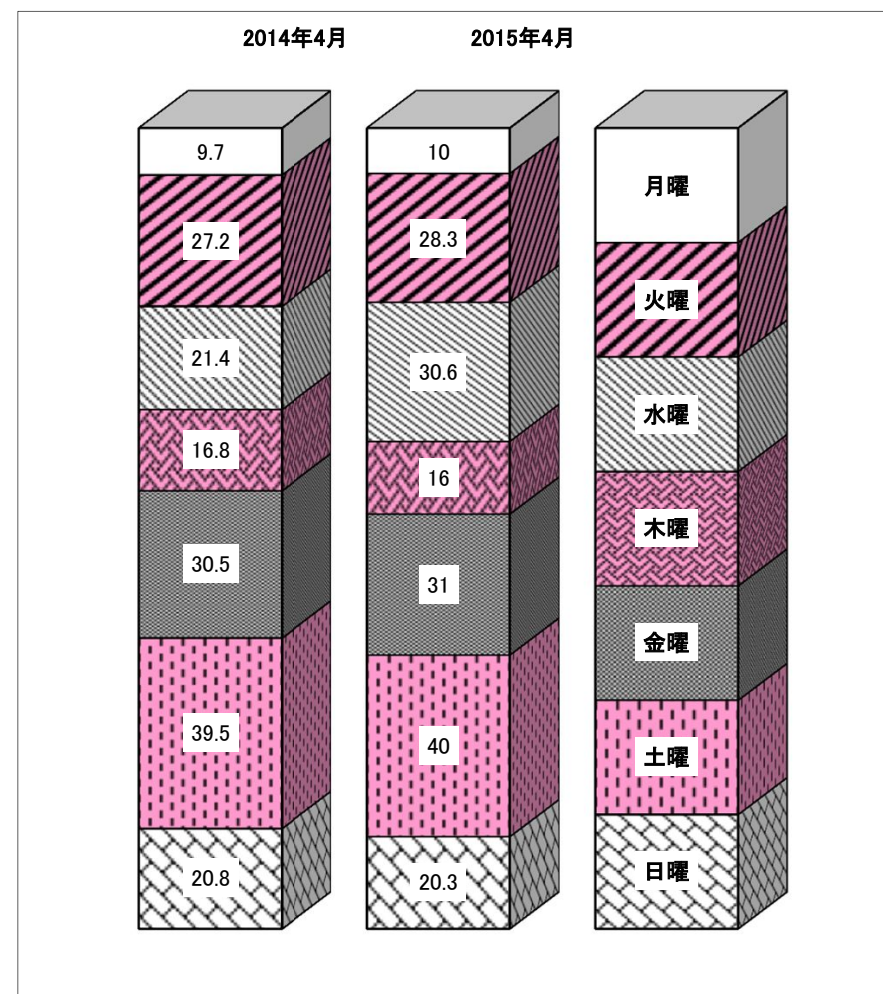 2014年4月 2015年4月
9.7 10 月曜
27.2 28.3 火曜
21.4 30.6 水曜
16.8 16 木曜
30.5 31 金曜
39.5 40 土曜
20.8 20.3 日曜